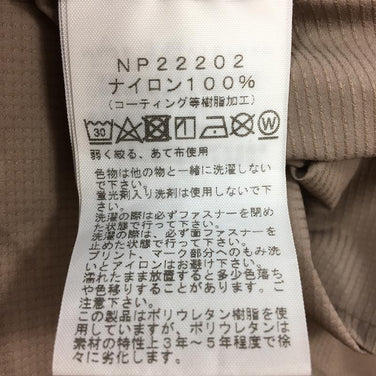 NP22202
ナイロン100%
(コーティング等樹脂加工)
30
W
弱く絞る、あて布使用
色物は他の物と一緒に洗濯しない
で下さい。
蛍光剤入り洗剤は使用しないで下
さい。
洗濯の際は必ずファスナーを閉め
た状態で行って下さい。
洗濯の際は、必ず面ファスナーを
止めた状態で行って下さい。
プリント、マーク部分へのもみ洗
いとアイロンはお避け下さい。
濡れたまま放置すると多少色落ち
や色移りすることがあります。ご
注意下さい。
この製品はポリウレタン樹脂を使
用していますが、ポリウレタンは
素材の特性上3年～5年程度で徐
々に劣化します。